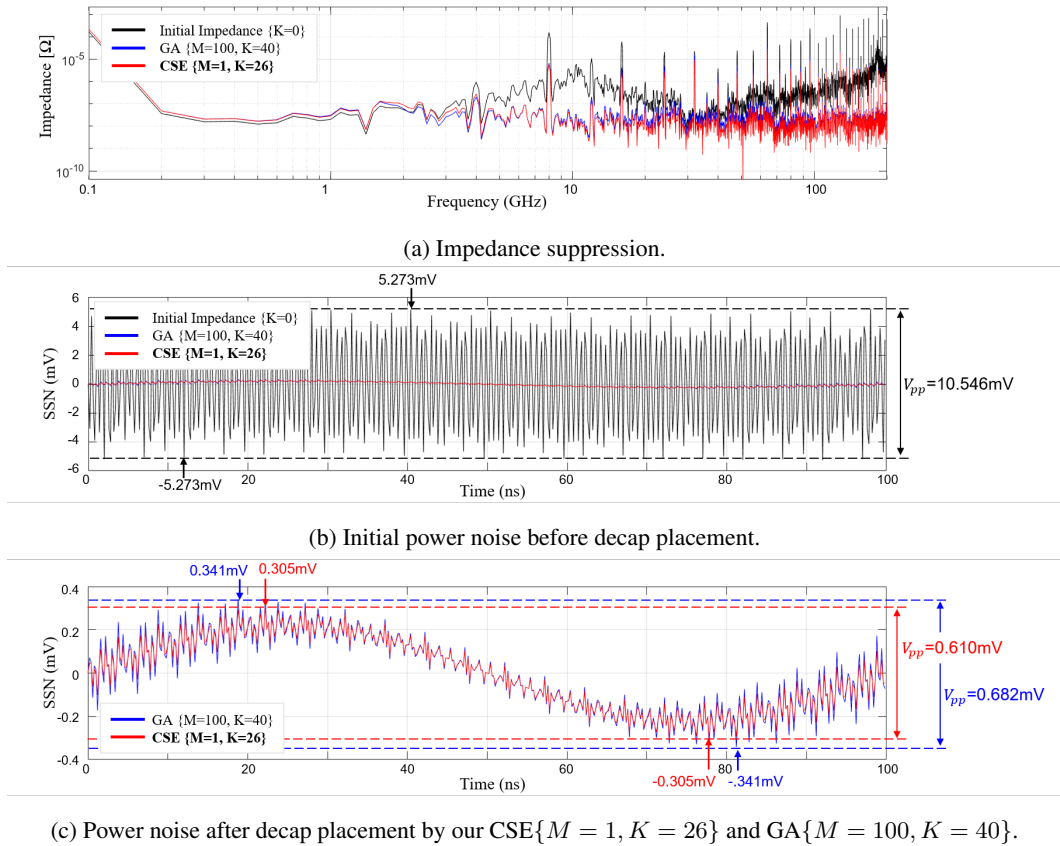 Impedance [Ω]
10-5
10-10
Initial Impedance {K=0}
GA {M=100, K=40}
CSE {M=1, K=26}
0.1 1 10 100
Frequency (GHz)
(a) Impedance suppression.
5.273mV
SSN (mV)
6
4
2
0
-2
-4
-6
Initial Impedance {K=0}
GA {M=100, K=40}
CSE {M=1, K=26}
Vpp=10.546mV
-5.273mV
0 20 40 60 80 100
Time (ns)
(b) Initial power noise before decap placement.
0.341mV 0.305mV
SSN (mV)
0.4
0.2
0
-0.2
-0.4
Vpp=0.610mV
Vpp=0.682mV
GA {M=100, K=40}
CSE {M=1, K=26}
0 20 40 60 80 100
Time (ns)
-0.305mV -.341mV
(c) Power noise after decap placement by our CSE{M = 1, K = 26} and GA{M = 100, K = 40}.